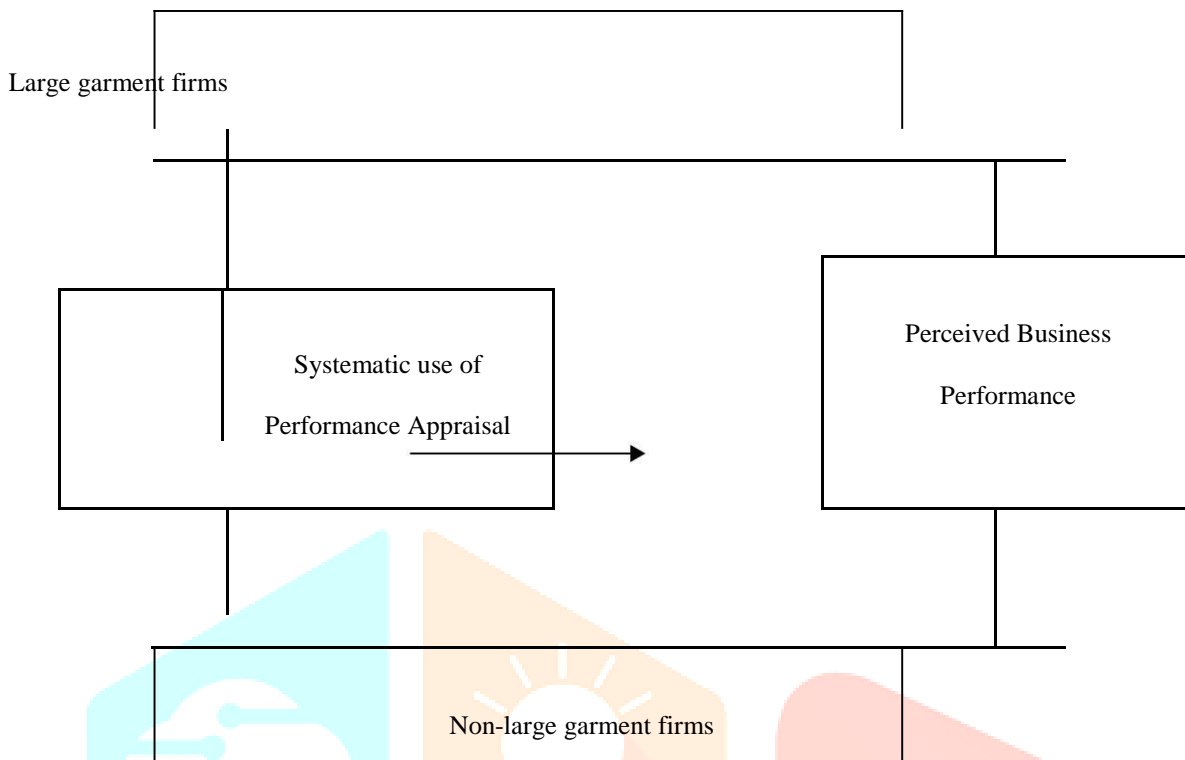 Large garment firms
Systematic use of
Performance Appraisal
Perceived Business
Performance
Non-large garment firms